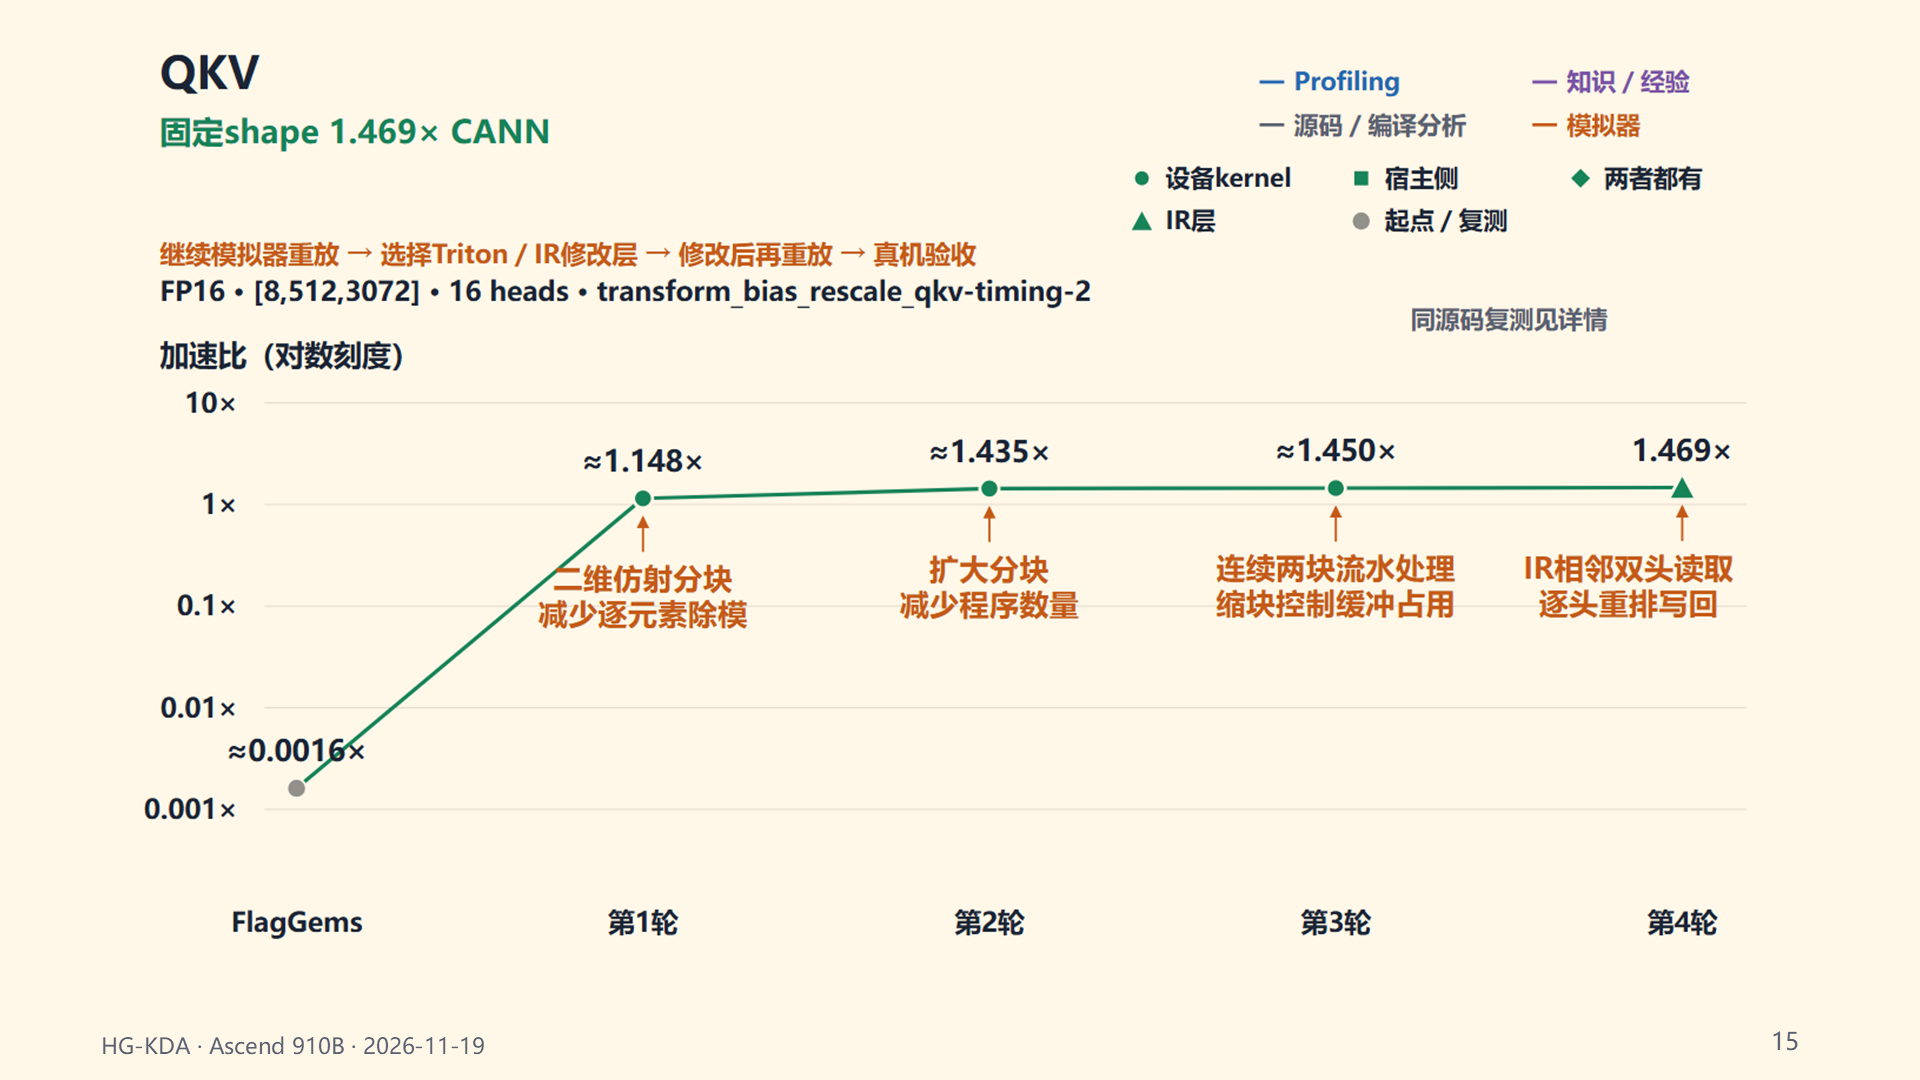 QKV
固定shape 1.469× CANN
— Profiling
— 知识 / 经验
— 源码 / 编译分析
— 模拟器
设备kernel
宿主侧
两者都有
IR层
起点 / 复测
继续模拟器重放 → 选择Triton / IR修改层 → 修改后再重放 → 真机验收
FP16 • [8,512,3072] • 16 heads • transform_bias_rescale_qkv-timing-2
同源码复测见详情
加速比（对数刻度）
10×
1×
0.1×
0.01×
0.001×
≈0.0016×
≈1.148×
≈1.435×
≈1.450×
1.469×
二维仿射分块
减少逐元素除模
扩大分块
减少程序数量
连续两块流水处理
缩块控制缓冲占用
IR相邻双头读取
逐头重排写回
FlagGems
第1轮
第2轮
第3轮
第4轮
HG-KDA · Ascend 910B · 2026-11-19
15